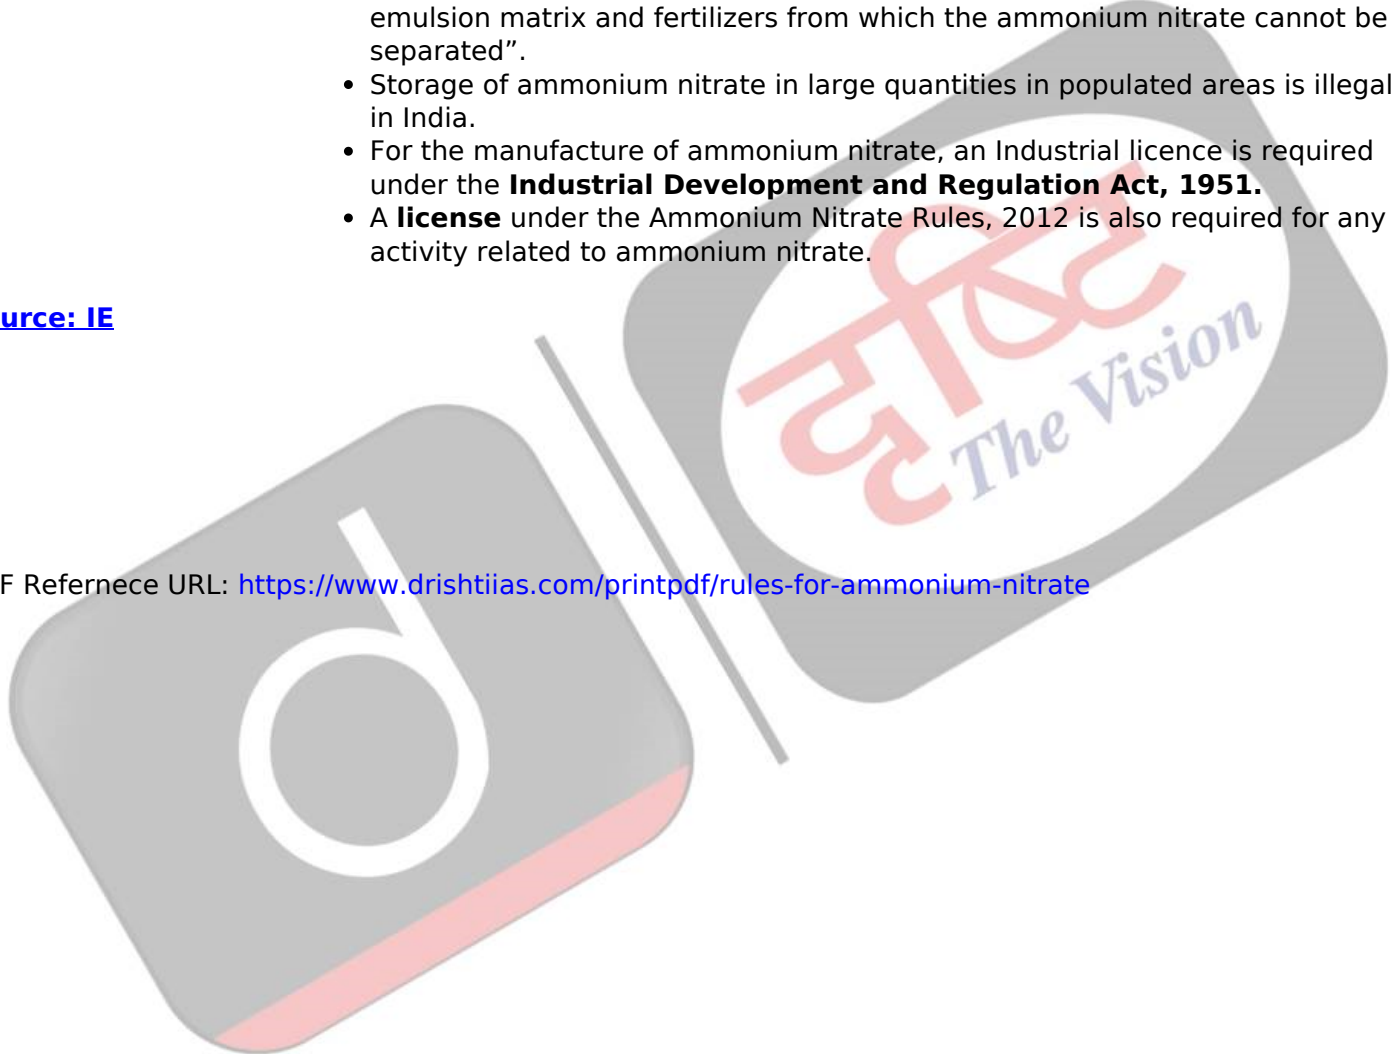 emulsion matrix and fertilizers from which the ammonium nitrate cannot be
separated”.
• Storage of ammonium nitrate in large quantities in populated areas is illegal
in India.
• For the manufacture of ammonium nitrate, an Industrial licence is required
under the Industrial Development and Regulation Act, 1951.
• A license under the Ammonium Nitrate Rules, 2012 is also required for any
activity related to ammonium nitrate.
urce: IE
दृष्टि
The Vision
F Refernece URL: https://www.drishtiias.com/printpdf/rules-for-ammonium-nitrate
d